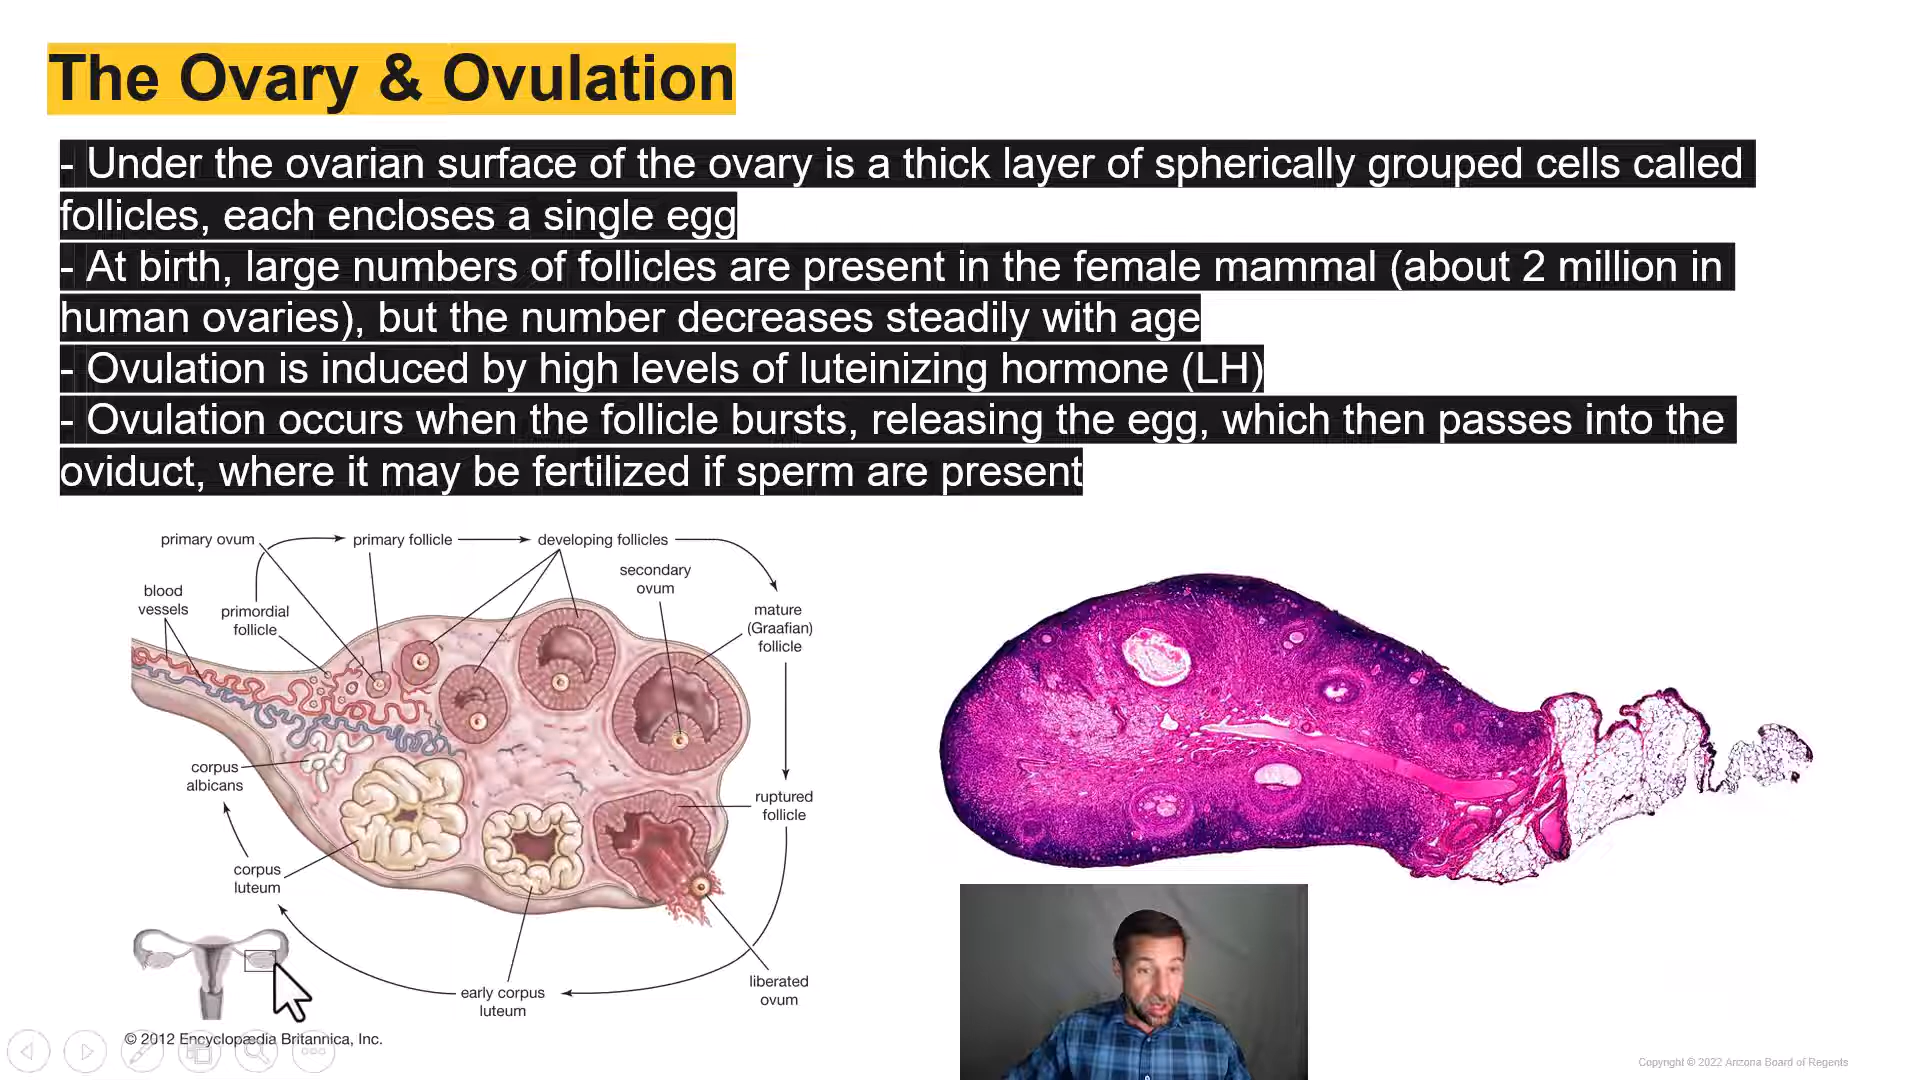 The Ovary & Ovulation
- Under the ovarian surface of the ovary is a thick layer of spherically grouped cells called
follicles, each encloses a single egg
- At birth, large numbers of follicles are present in the female mammal (about 2 million in
human ovaries), but the number decreases steadily with age
- Ovulation is induced by high levels of luteinizing hormone (LH)
- Ovulation occurs when the follicle bursts, releasing the egg, which then passes into the
oviduct, where it may be fertilized if sperm are present
primary ovum
primary follicle
developing follicles
secondary
ovum
blood
vessels
primordial
follicle
mature
(Graafian)
follicle
corpus
albicans
ruptured
follicle
corpus
luteum
liberated
ovum
early corpus
luteum
© 2012 Encyclopædia Britannica, Inc.
Copyright © 2022 Arizona Board of Regents